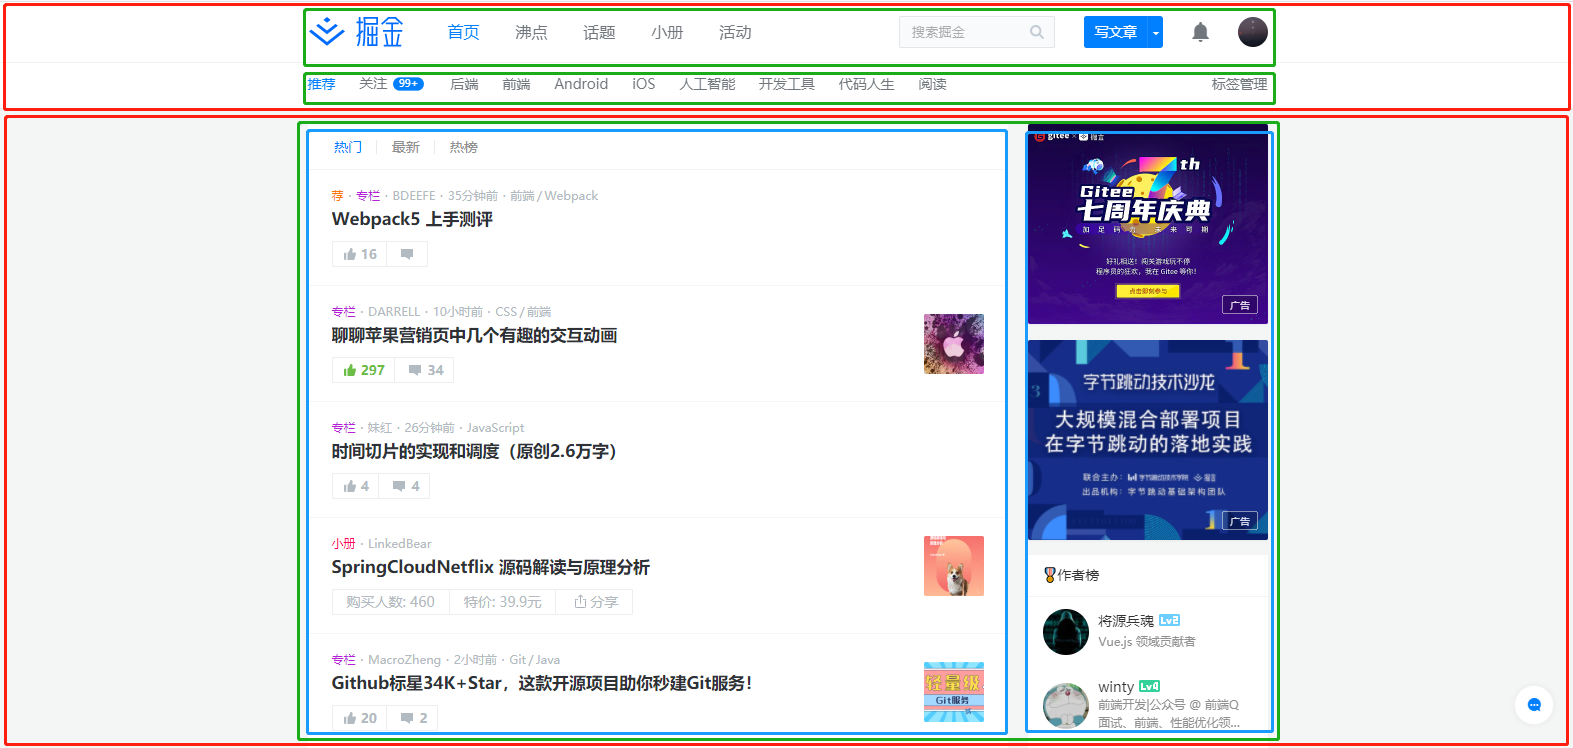 掘金 首页 沸点 话题 小册 活动 搜索掘金 写文章
推荐 关注 99+ 后端 前端 Android iOS 人工智能 开发工具 代码人生 阅读 标签管理
热门 最新 热榜
荐 · 专栏 · BDEEFE · 35分钟前 · 前端 / Webpack
Webpack5 上手测评
16
专栏 · DARRELL · 10小时前 · CSS / 前端
聊聊苹果营销页中几个有趣的交互动画
297 34
专栏 · 妹红 · 26分钟前 · JavaScript
时间切片的实现和调度（原创2.6万字）
4 4
小册 · LinkedBear
SpringCloudNetflix 源码解读与原理分析
购买人数: 460 特价: 39.9元 分享
专栏 · MacroZheng · 2小时前 · Git / Java
Github标星34K+Star，这款开源项目助你秒建Git服务！
20 2
轻量级
Git服务
gitee × 掘金
7th
Gitee
七周年庆典
加足码力 未来可期
好礼相送！闯关游戏玩不停
程序员的狂欢，我在 Gitee 等你！
点击即刻参与
广告
字节跳动技术沙龙
大规模混合部署项目
在字节跳动的落地实践
联合主办： 字节跳动技术学院 掘金
出品机构：字节跳动基础架构团队
广告
作者榜
将源兵魂 Lv2
Vue.js 领域贡献者
winty Lv4
前端开发|公众号 @ 前端Q
面试、前端、性能优化领...